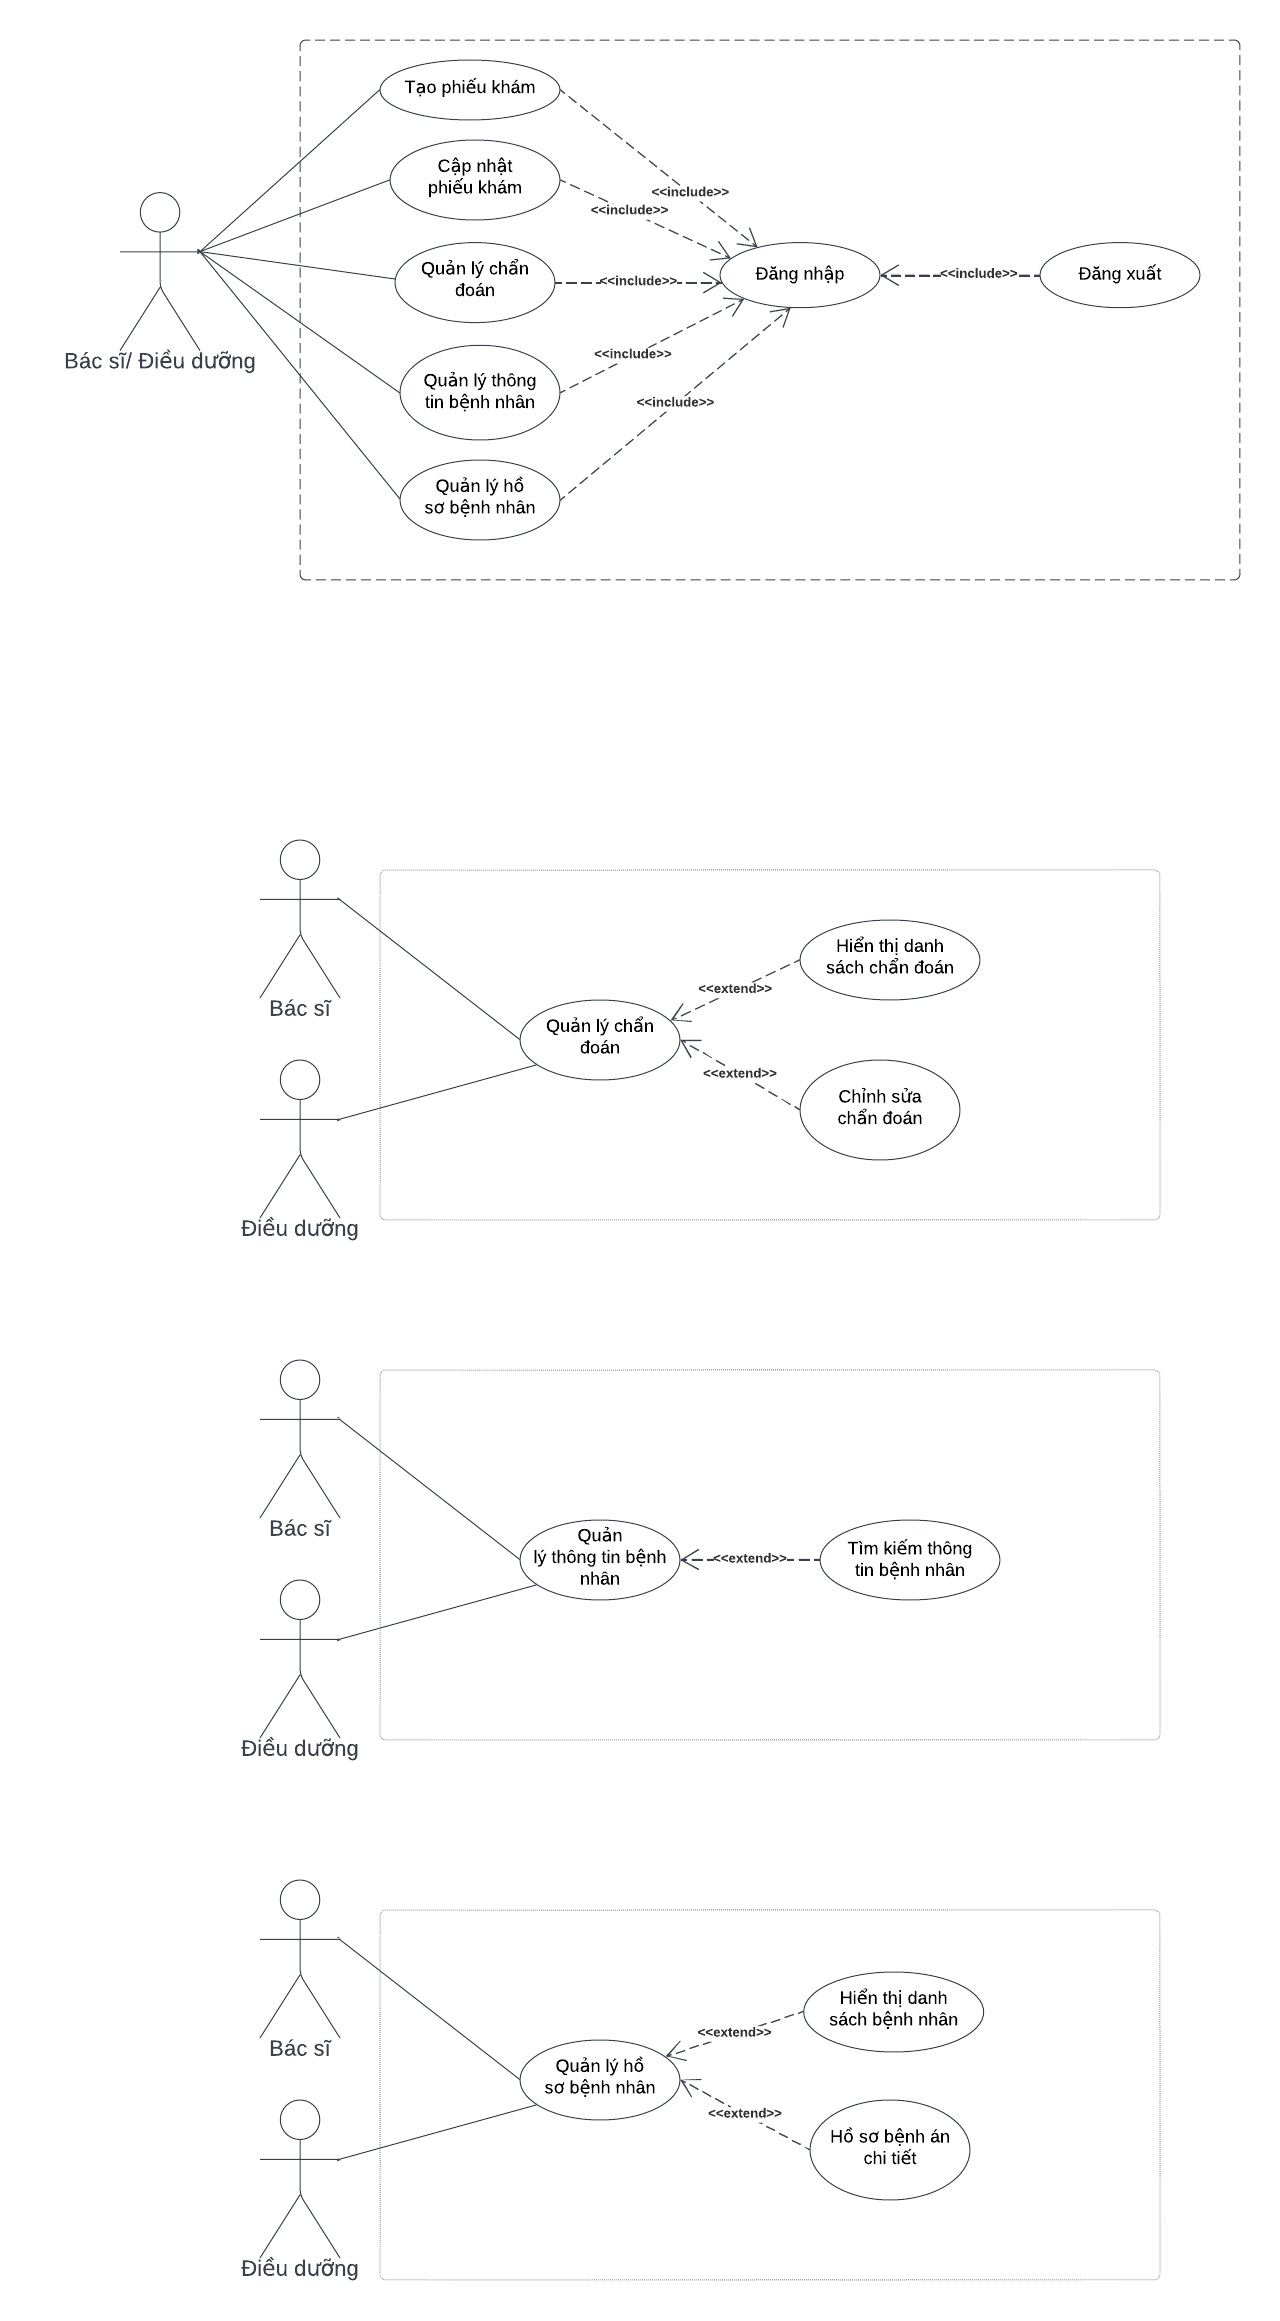 Tạo phiếu khám
Cập nhật
phiếu khám
<<include>>
<<include>>
Quản lý chẩn
đoán
<<include>>
Đăng nhập
<<include>>
Đăng xuất
Bác sĩ/ Điều dưỡng
<<include>>
Quản lý thông
tin bệnh nhân
<<include>>
Quản lý hồ
sơ bệnh nhân
Bác sĩ
Hiển thị danh
sách chẩn đoán
<<extend>>
Quản lý chẩn
đoán
<<extend>>
Chỉnh sửa
chẩn đoán
Điều dưỡng
Bác sĩ
Quản
lý thông tin bệnh
nhân
<<extend>>
Tìm kiếm thông
tin bệnh nhân
Điều dưỡng
Bác sĩ
Hiển thị danh
sách bệnh nhân
<<extend>>
Quản lý hồ
sơ bệnh nhân
<<extend>>
Hồ sơ bệnh án
chi tiết
Điều dưỡng